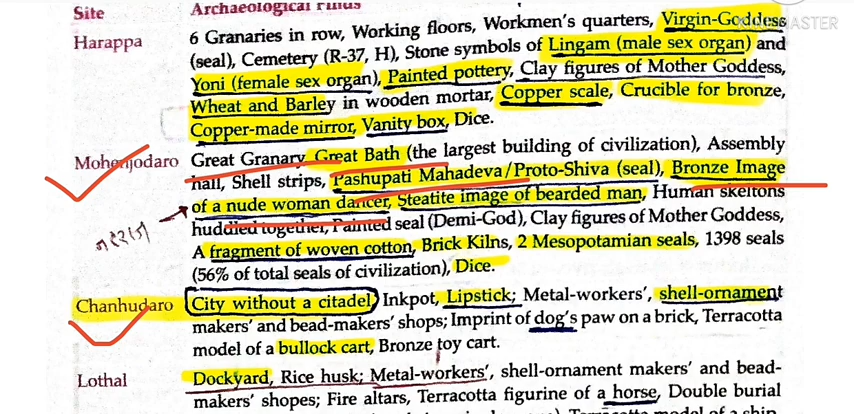 Site Archaeological Finds
Harappa 6 Granaries in row, Working floors, Workmen's quarters, Virgin-Goddess
(seal), Cemetery (R-37, H), Stone symbols of Lingam (male sex organ) and
Yoni (female sex organ), Painted pottery, Clay figures of Mother Goddess,
Wheat and Barley in wooden mortar, Copper scale, Crucible for bronze,
Copper-made mirror, Vanity box, Dice.
Mohenjodaro Great Granary Great Bath (the largest building of civilization), Assembly
hall, Shell strips, Pashupati Mahadeva/Proto-Shiva (seal), Bronze Image
of a nude woman dancer, Steatite image of bearded man, Human skeltons
huddled together, Painted seal (Demi-God), Clay figures of Mother Goddess,
A fragment of woven cotton, Brick Kilns, 2 Mesopotamian seals, 1398 seals
(56% of total seals of civilization), Dice.
Chanhudaro City without a citadel, Inkpot, Lipstick; Metal-workers', shell-ornament
makers' and bead-makers' shops; Imprint of dog's paw on a brick, Terracotta
model of a bullock cart, Bronze toy cart.
Lothal Dockyard, Rice husk; Metal-workers', shell-ornament makers' and bead-
makers' shops; Fire altars, Terracotta figurine of a horse, Double burial